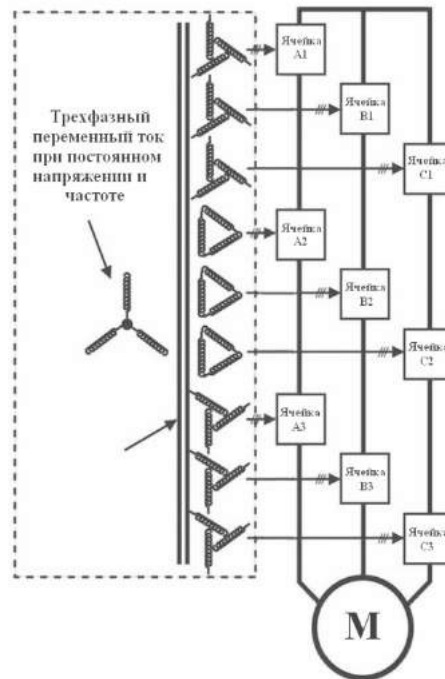 Трехфазный
переменный ток
при постоянном
напряжении и
частоте
Ячейка
A1
Ячейка
B1
Ячейка
C1
Ячейка
A2
Ячейка
B2
Ячейка
C2
Ячейка
A3
Ячейка
B3
Ячейка
C3
M